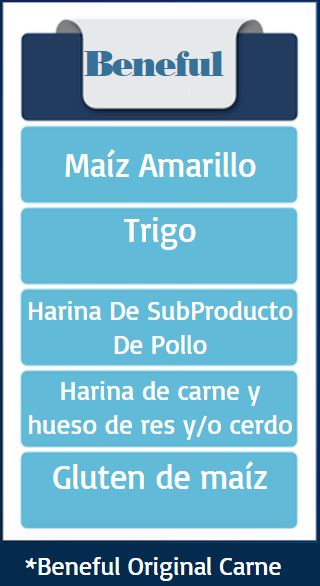 Beneful
Maíz Amarillo
Trigo
Harina De SubProducto
De Pollo
Harina de carne y
hueso de res y/o cerdo
Gluten de maíz
*Beneful Original Carne